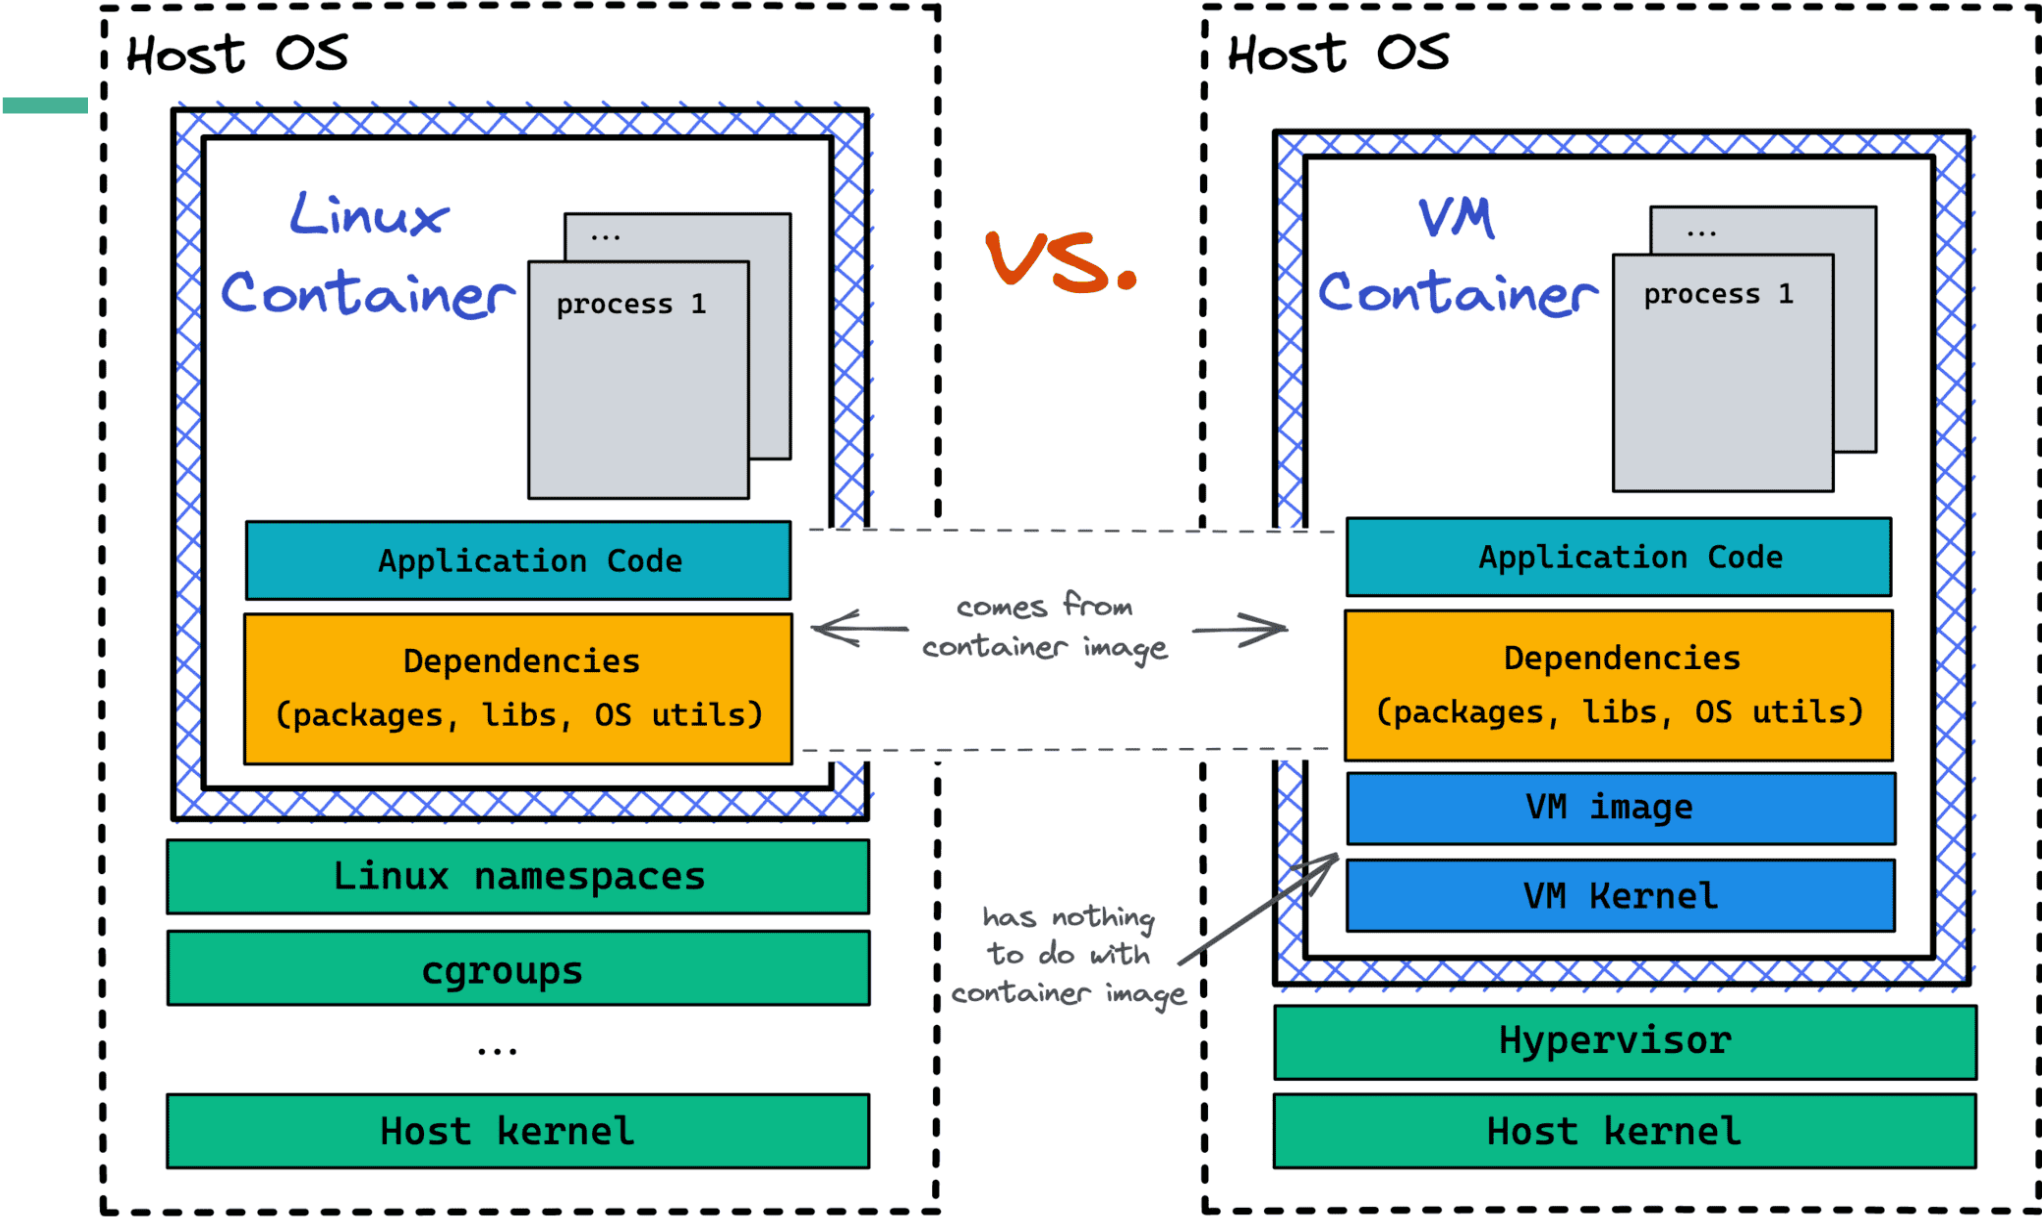 Host OS
Linux
Container
...
process 1
Application Code
Dependencies
(packages, libs, OS utils)
Linux namespaces
cgroups
...
Host kernel
vs.
comes from
container image
has nothing
to do with
container image
Host OS
VM
Container
...
process 1
Application Code
Dependencies
(packages, libs, OS utils)
VM image
VM Kernel
Hypervisor
Host kernel